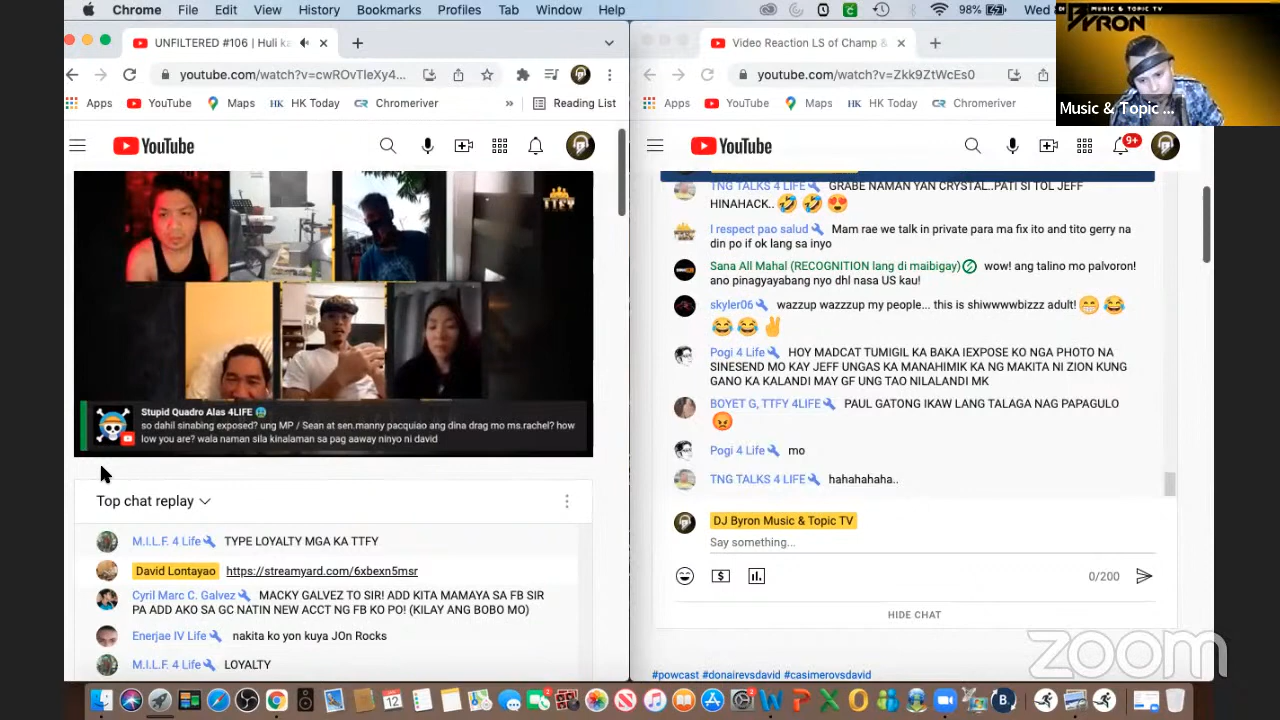 Chrome File Edit View History Bookmarks Profiles Tab Window Help
98% Wed
MUSIC & TOPIC TV
BYRON
Music & Topic ...
UNFILTERED #106 | Huli ka
youtube.com/watch?v=cwROvTIeXy4...
Apps YouTube Maps HK HK Today CR Chromeriver » Reading List
YouTube
TTFY
Stupid Quadro Alas 4LIFE
so dahil sinabing exposed? ung MP / Sean at sen.manny pacquiao ang dina drag mo ms.rachel? how
low you are? wala naman sila kinalaman sa pag aaway ninyo ni david
Top chat replay
M.I.L.F. 4 Life TYPE LOYALTY MGA KA TTFY
David Lontayao https://streamyard.com/6xbexn5msr
Cyril Marc C. Galvez MACKY GALVEZ TO SIR! ADD KITA MAMAYA SA FB SIR
PA ADD AKO SA GC NATIN NEW ACCT NG FB KO PO! (KILAY ANG BOBO MO)
Enerjae IV Life nakita ko yon kuya JOn Rocks
M.I.L.F. 4 Life LOYALTY
Video Reaction LS of Champ &
youtube.com/watch?v=Zkk9ZtWcEs0
Apps YouTube Maps HK HK Today CR Chromeriver
YouTube
9+
TNG TALKS 4 LIFE GRABE NAMAN YAN CRYSTAL..PATI SI TOL JEFF
HINAHACK.. 🤣 🤣 😍
I respect pao salud Mam rae we talk in private para ma fix ito and tito gerry na
din po if ok lang sa inyo
Sana All Mahal (RECOGNITION lang di maibigay) wow! ang talino mo palvoron!
ano pinagyayabang nyo dhl nasa US kau!
skyler06 wazzup wazzzup my people... this is shiwwwwbizzz adult! 😁 😂
😂 😂 ✌
Pogi 4 Life HOY MADCAT TUMIGIL KA BAKA IEXPOSE KO NGA PHOTO NA
SINESEND MO KAY JEFF UNGAS KA MANAHIMIK KA NG MAKITA NI ZION KUNG
GANO KA KALANDI MAY GF UNG TAO NILALANDI MK
BOYET G, TTFY 4LIFE PAUL GATONG IKAW LANG TALAGA NAG PAPAGULO
😡
Pogi 4 Life mo
TNG TALKS 4 LIFE hahahahaha..
DJ Byron Music & Topic TV
Say something...
0/200
HIDE CHAT
#powcast #donairevsdavid #casimerovsdavid
zoom